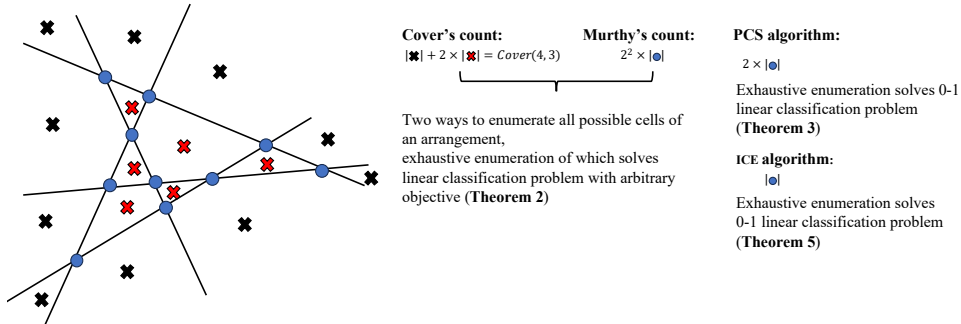 Cover's count:
|✖| + 2 × |✖| = Cover(4, 3)
Murthy's count:
2² × |●|
Two ways to enumerate all possible cells of
an arrangement,
exhaustive enumeration of which solves
linear classification problem with arbitrary
objective (Theorem 2)
PCS algorithm:
2 × |●|
Exhaustive enumeration solves 0-1
linear classification problem
(Theorem 3)
ICE algorithm:
|●|
Exhaustive enumeration solves
0-1 linear classification problem
(Theorem 5)